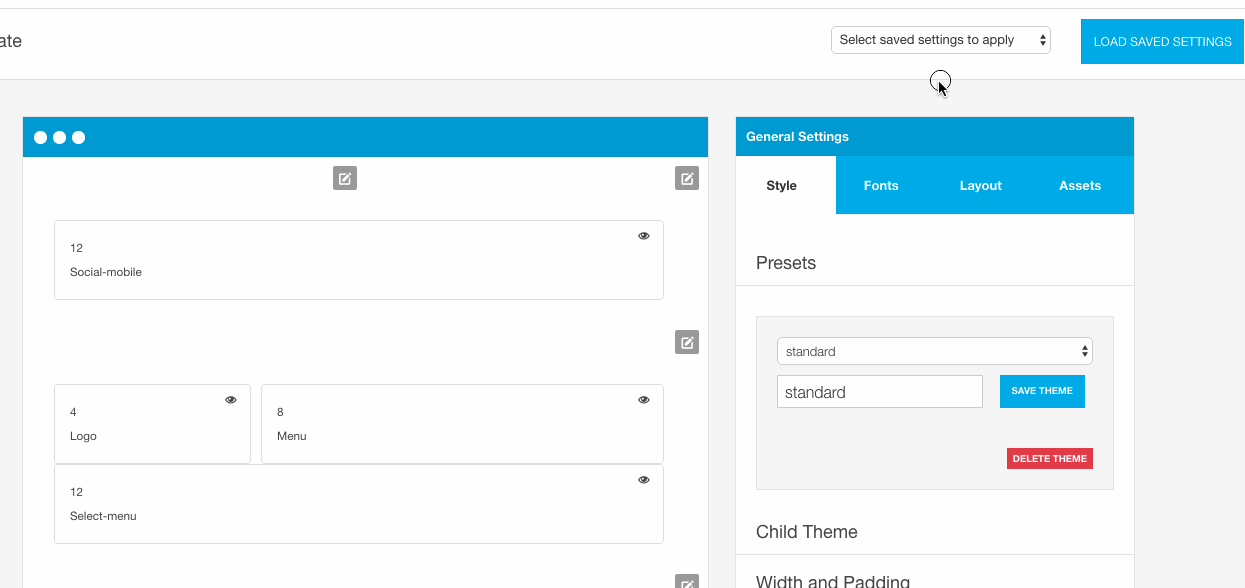 ate
Select saved settings to apply
LOAD SAVED SETTINGS
General Settings
Style
Fonts
Layout
Assets
12
Social-mobile
Presets
standard
standard
SAVE THEME
4
Logo
8
Menu
DELETE THEME
12
Select-menu
Child Theme
Width and Padding